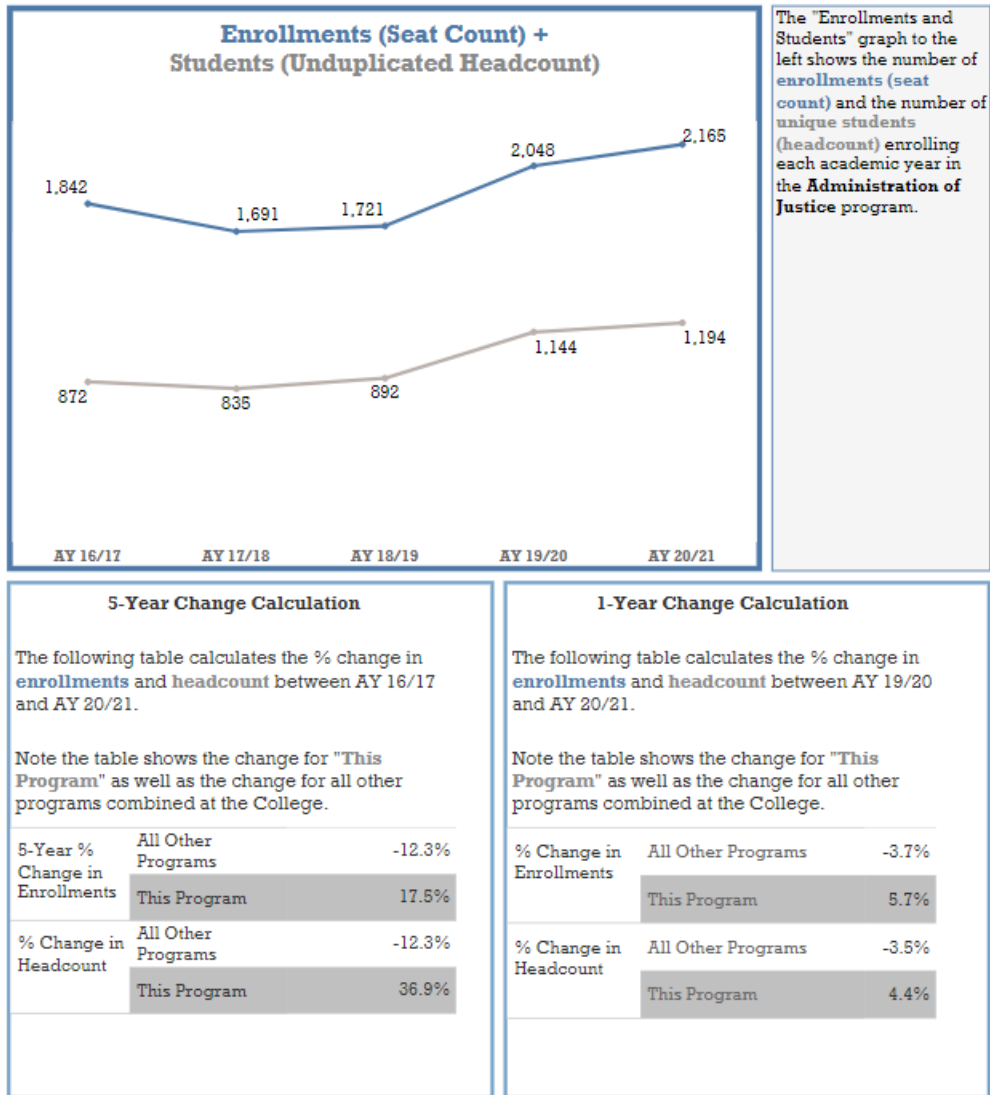 Enrollments (Seat Count) +
Students (Unduplicated Headcount)
1,842
1,691
1,721
2,048
2,165
872
835
892
1,144
1,194
AY 16/17
AY 17/18
AY 18/19
AY 19/20
AY 20/21
The "Enrollments and
Students" graph to the
left shows the number of
enrollments (seat
count) and the number of
unique students
(headcount) enrolling
each academic year in
the Administration of
Justice program.
5-Year Change Calculation
The following table calculates the % change in
enrollments and headcount between AY 16/17
and AY 20/21.
Note the table shows the change for "This
Program" as well as the change for all other
programs combined at the College.
5-Year %
Change in
Enrollments
All Other
Programs
-12.3%
This Program
17.5%
% Change in
Headcount
All Other
Programs
-12.3%
This Program
36.9%
1-Year Change Calculation
The following table calculates the % change in
enrollments and headcount between AY 19/20
and AY 20/21.
Note the table shows the change for "This
Program" as well as the change for all other
programs combined at the College.
% Change in
Enrollments
All Other Programs
-3.7%
This Program
5.7%
% Change in
Headcount
All Other Programs
-3.5%
This Program
4.4%